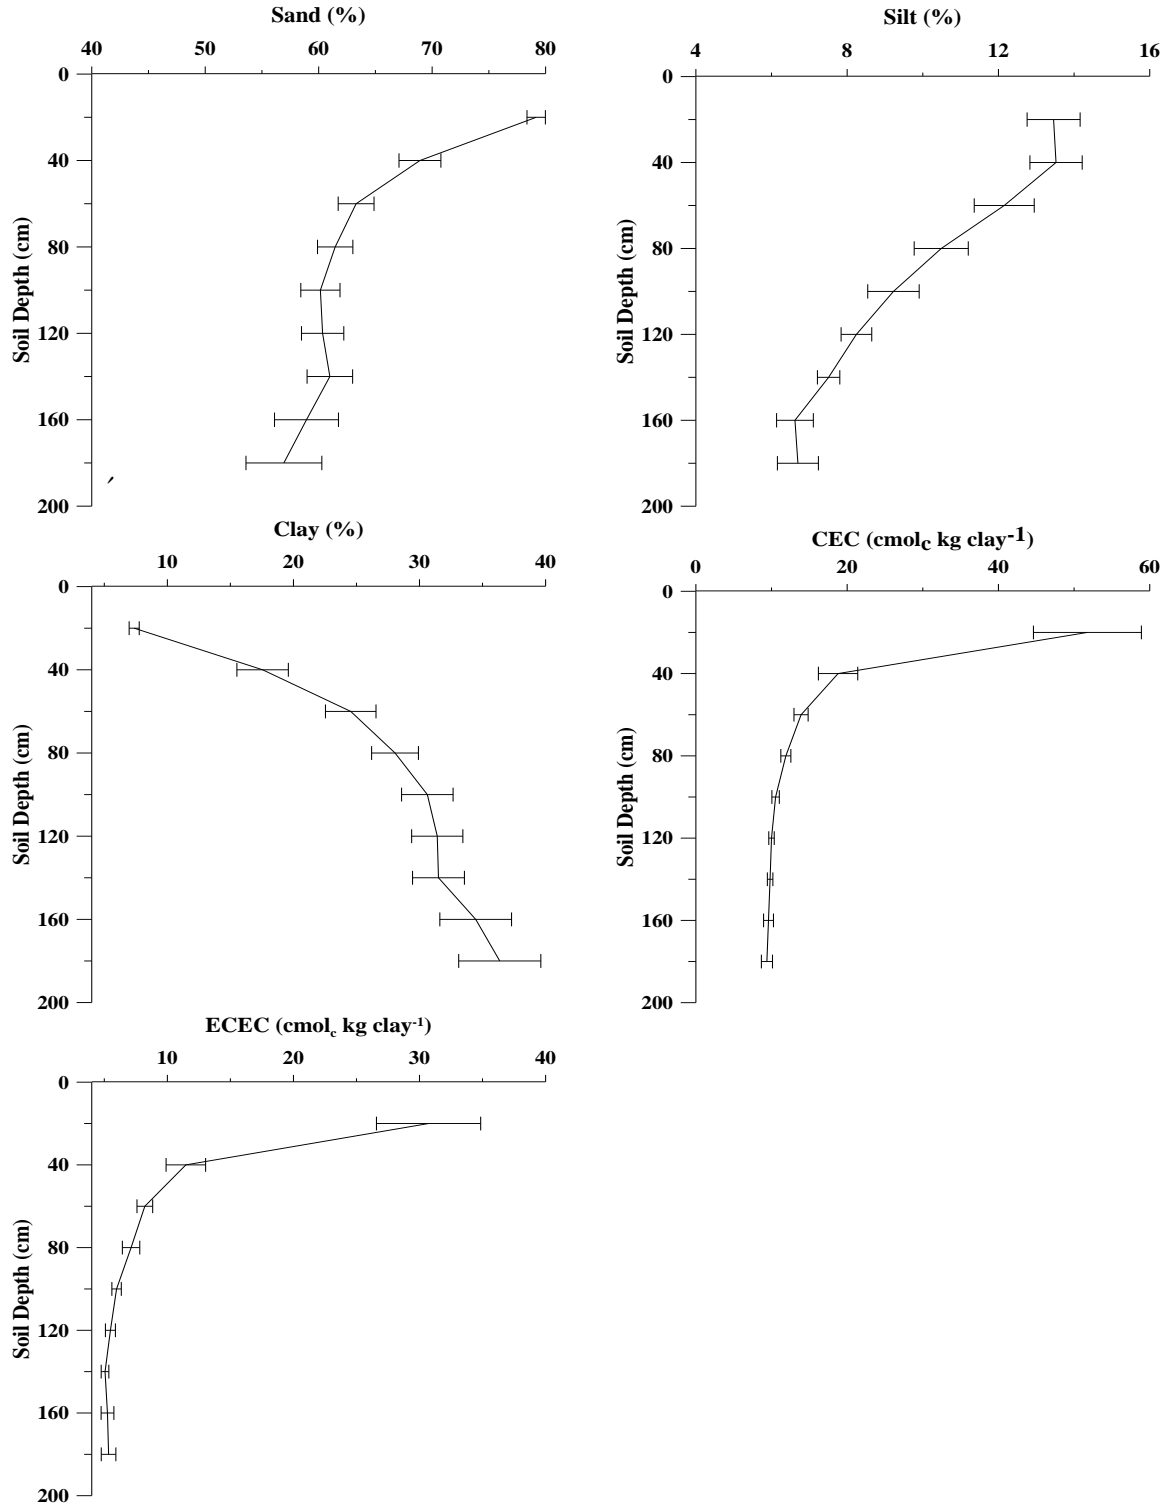 Sand (%)
40 50 60 70 80
0
40
80
120
160
200
Soil Depth (cm)
Silt (%)
4 8 12 16
0
40
80
120
160
200
Soil Depth (cm)
Clay (%)
10 20 30 40
0
40
80
120
160
200
Soil Depth (cm)
CEC (cmolc kg clay-1)
0 20 40 60
0
40
80
120
160
200
Soil Depth (cm)
ECEC (cmolc kg clay-1)
10 20 30 40
0
40
80
120
160
200
Soil Depth (cm)